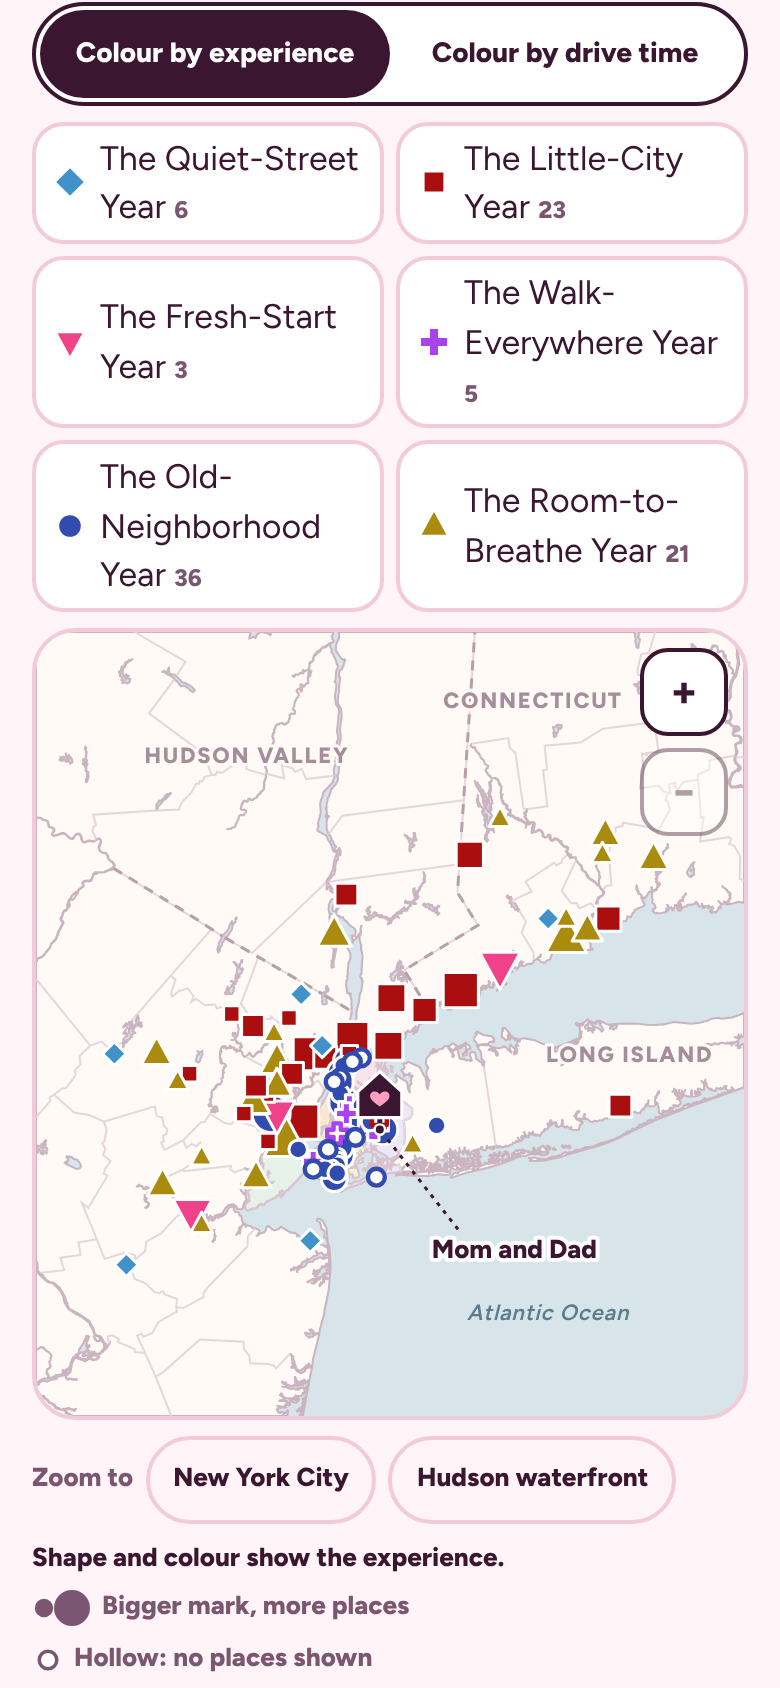 Colour by experience
Colour by drive time
The Quiet-Street
Year 6
The Little-City
Year 23
The Fresh-Start
Year 3
The Walk-
Everywhere Year
5
The Old-
Neighborhood
Year 36
The Room-to-
Breathe Year 21
+
CONNECTICUT
HUDSON VALLEY
−
LONG ISLAND
Mom and Dad
Atlantic Ocean
Zoom to
New York City
Hudson waterfront
Shape and colour show the experience.
Bigger mark, more places
Hollow: no places shown